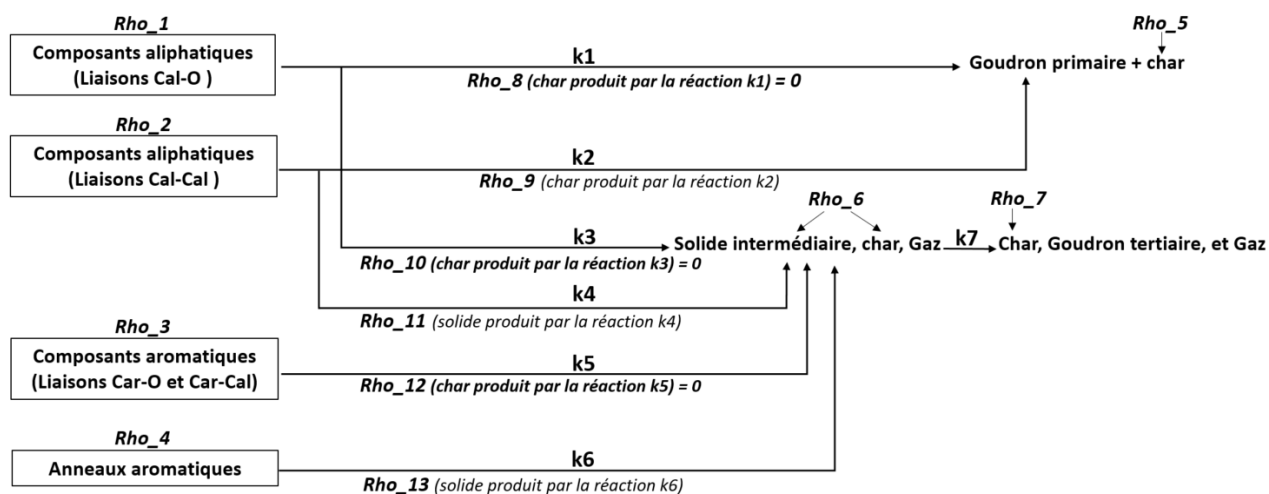 Rho_1
Composants aliphatiques
(Liaisons Cal-O )
k1
Rho_8 (char produit par la réaction k1) = 0
Rho_5
Goudron primaire + char
Rho_2
Composants aliphatiques
(Liaisons Cal-Cal )
k2
Rho_9 (char produit par la réaction k2)
Rho_6
Rho_7
k3
Rho_10 (char produit par la réaction k3) = 0
Solide intermédiaire, char, Gaz
k7
Char, Goudron tertiaire, et Gaz
k4
Rho_11 (solide produit par la réaction k4)
Rho_3
Composants aromatiques
(Liaisons Car-O et Car-Cal)
k5
Rho_12 (char produit par la réaction k5) = 0
Rho_4
Anneaux aromatiques
k6
Rho_13 (solide produit par la réaction k6)